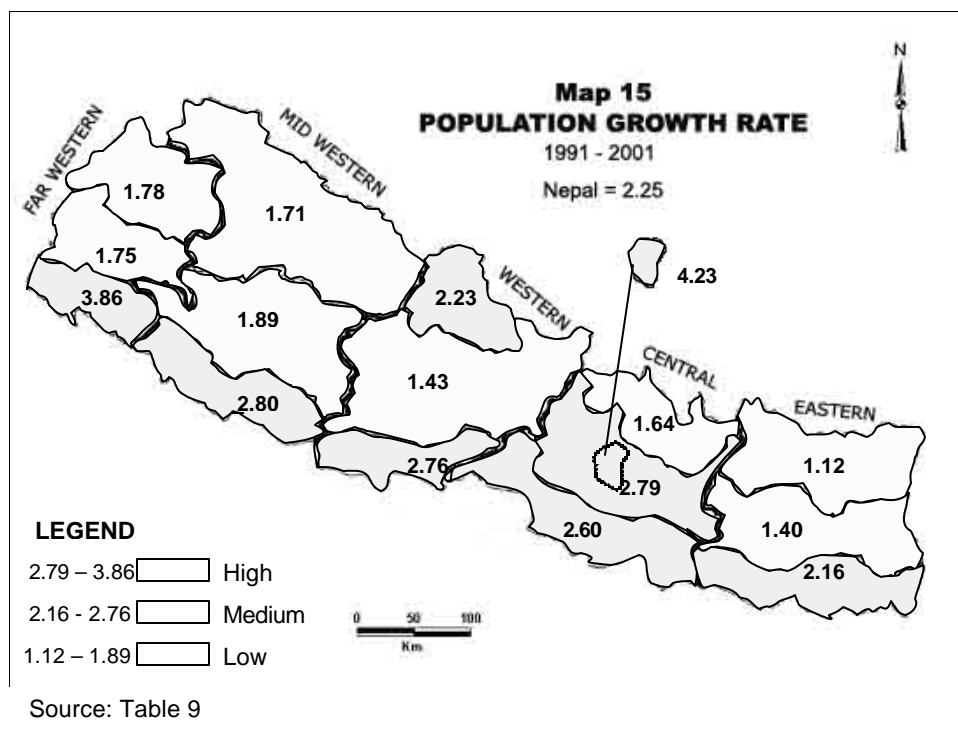 N
Map 15
POPULATION GROWTH RATE
1991 - 2001
Nepal = 2.25
FAR WESTERN
MID WESTERN
WESTERN
CENTRAL
EASTERN
1.78
1.71
1.75
3.86
1.89
2.80
2.23
1.43
2.76
4.23
1.64
2.79
2.60
1.12
1.40
2.16
LEGEND
2.79 – 3.86 High
2.16 - 2.76 Medium
1.12 – 1.89 Low
0 50 100
Km
Source: Table 9